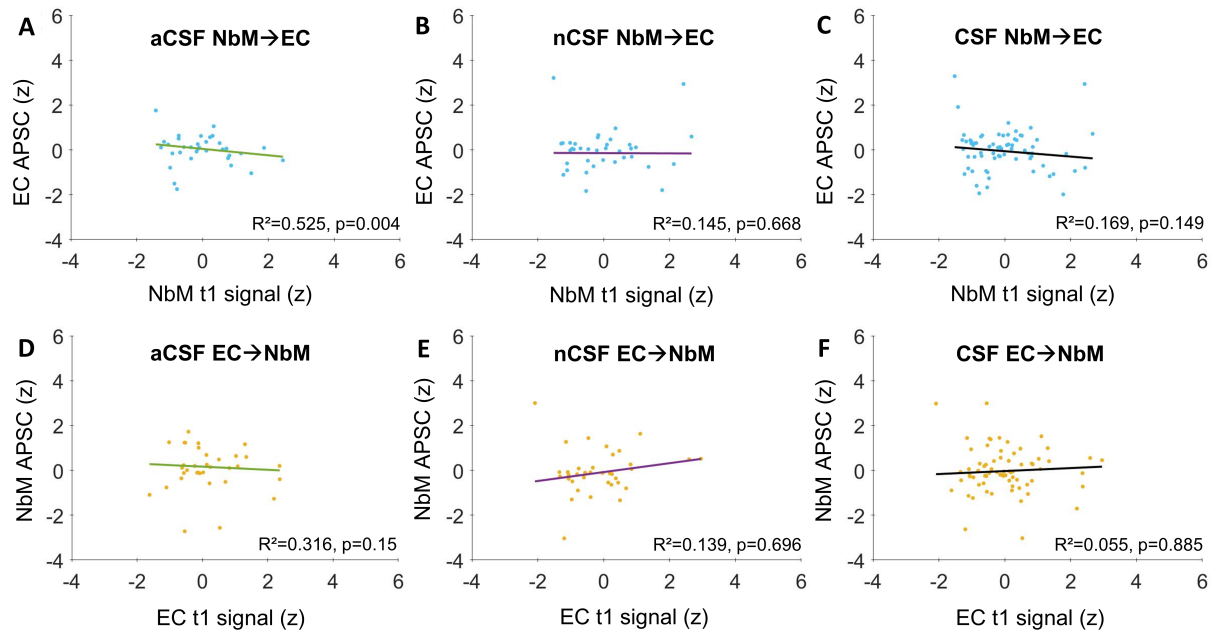 A
aCSF NbM→EC
6
4
2
0
-2
-4
EC APSC (z)
R²=0.525, p=0.004
-4 -2 0 2 4 6
NbM t1 signal (z)
B
nCSF NbM→EC
6
4
2
0
-2
-4
EC APSC (z)
R²=0.145, p=0.668
-4 -2 0 2 4 6
NbM t1 signal (z)
C
CSF NbM→EC
6
4
2
0
-2
-4
EC APSC (z)
R²=0.169, p=0.149
-4 -2 0 2 4 6
NbM t1 signal (z)
D
aCSF EC→NbM
6
4
2
0
-2
-4
NbM APSC (z)
R²=0.316, p=0.15
-4 -2 0 2 4 6
EC t1 signal (z)
E
nCSF EC→NbM
6
4
2
0
-2
-4
NbM APSC (z)
R²=0.139, p=0.696
-4 -2 0 2 4 6
EC t1 signal (z)
F
CSF EC→NbM
6
4
2
0
-2
-4
NbM APSC (z)
R²=0.055, p=0.885
-4 -2 0 2 4 6
EC t1 signal (z)